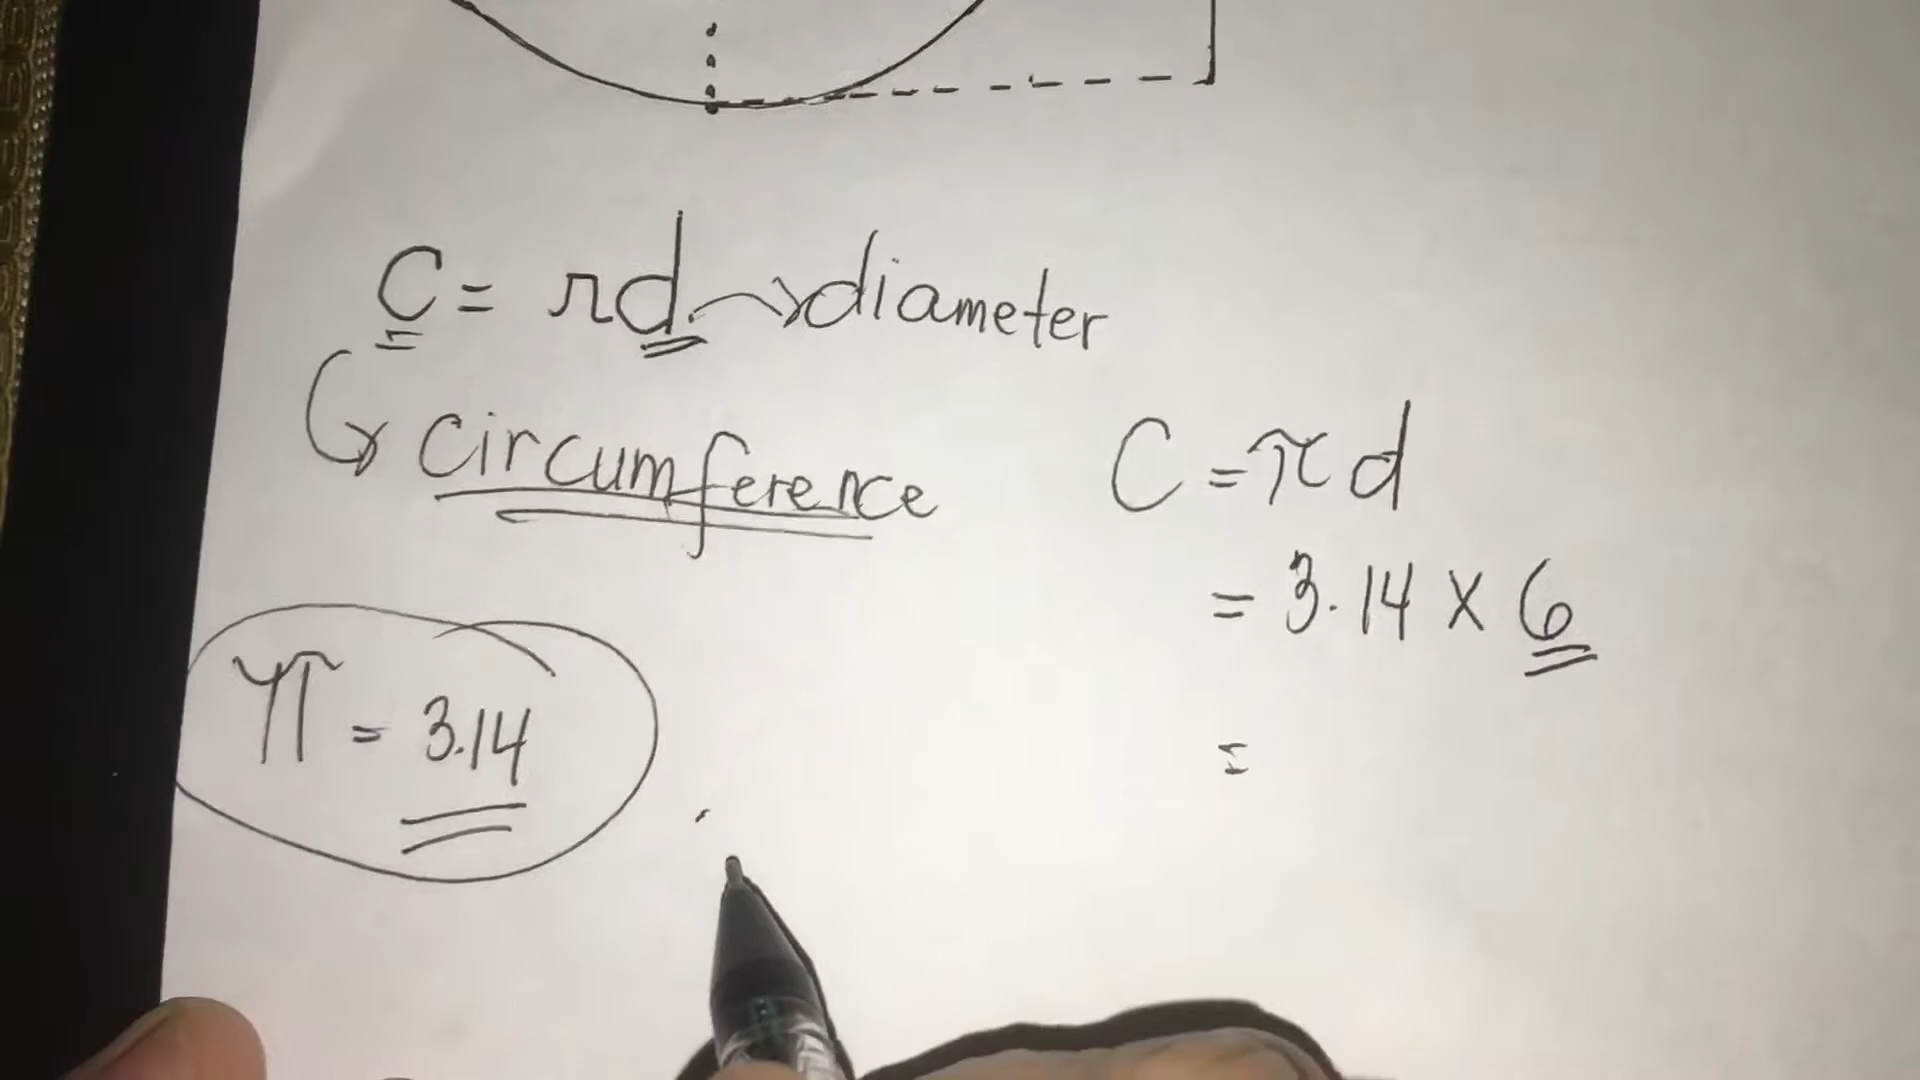 C = πd → diameter
↳ circumference
C = πd
= 3.14 × 6
π = 3.14
=